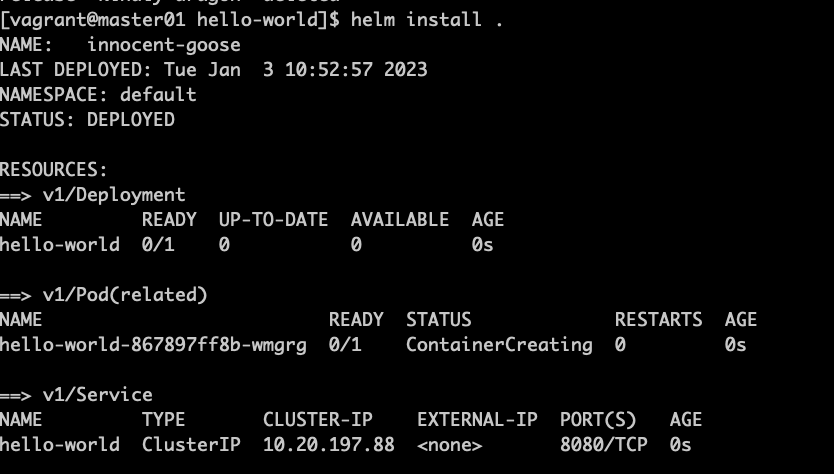 [vagrant@master01 hello-world]$ helm install .
NAME:   innocent-goose
LAST DEPLOYED: Tue Jan  3 10:52:57 2023
NAMESPACE: default
STATUS: DEPLOYED
RESOURCES:
==> v1/Deployment
NAME         READY  UP-TO-DATE  AVAILABLE  AGE
hello-world  0/1    0           0          0s
==> v1/Pod(related)
NAME                          READY  STATUS             RESTARTS  AGE
hello-world-867897ff8b-wmgrg  0/1    ContainerCreating  0         0s
==> v1/Service
NAME         TYPE       CLUSTER-IP    EXTERNAL-IP  PORT(S)   AGE
hello-world  ClusterIP  10.20.197.88  <none>       8080/TCP  0s